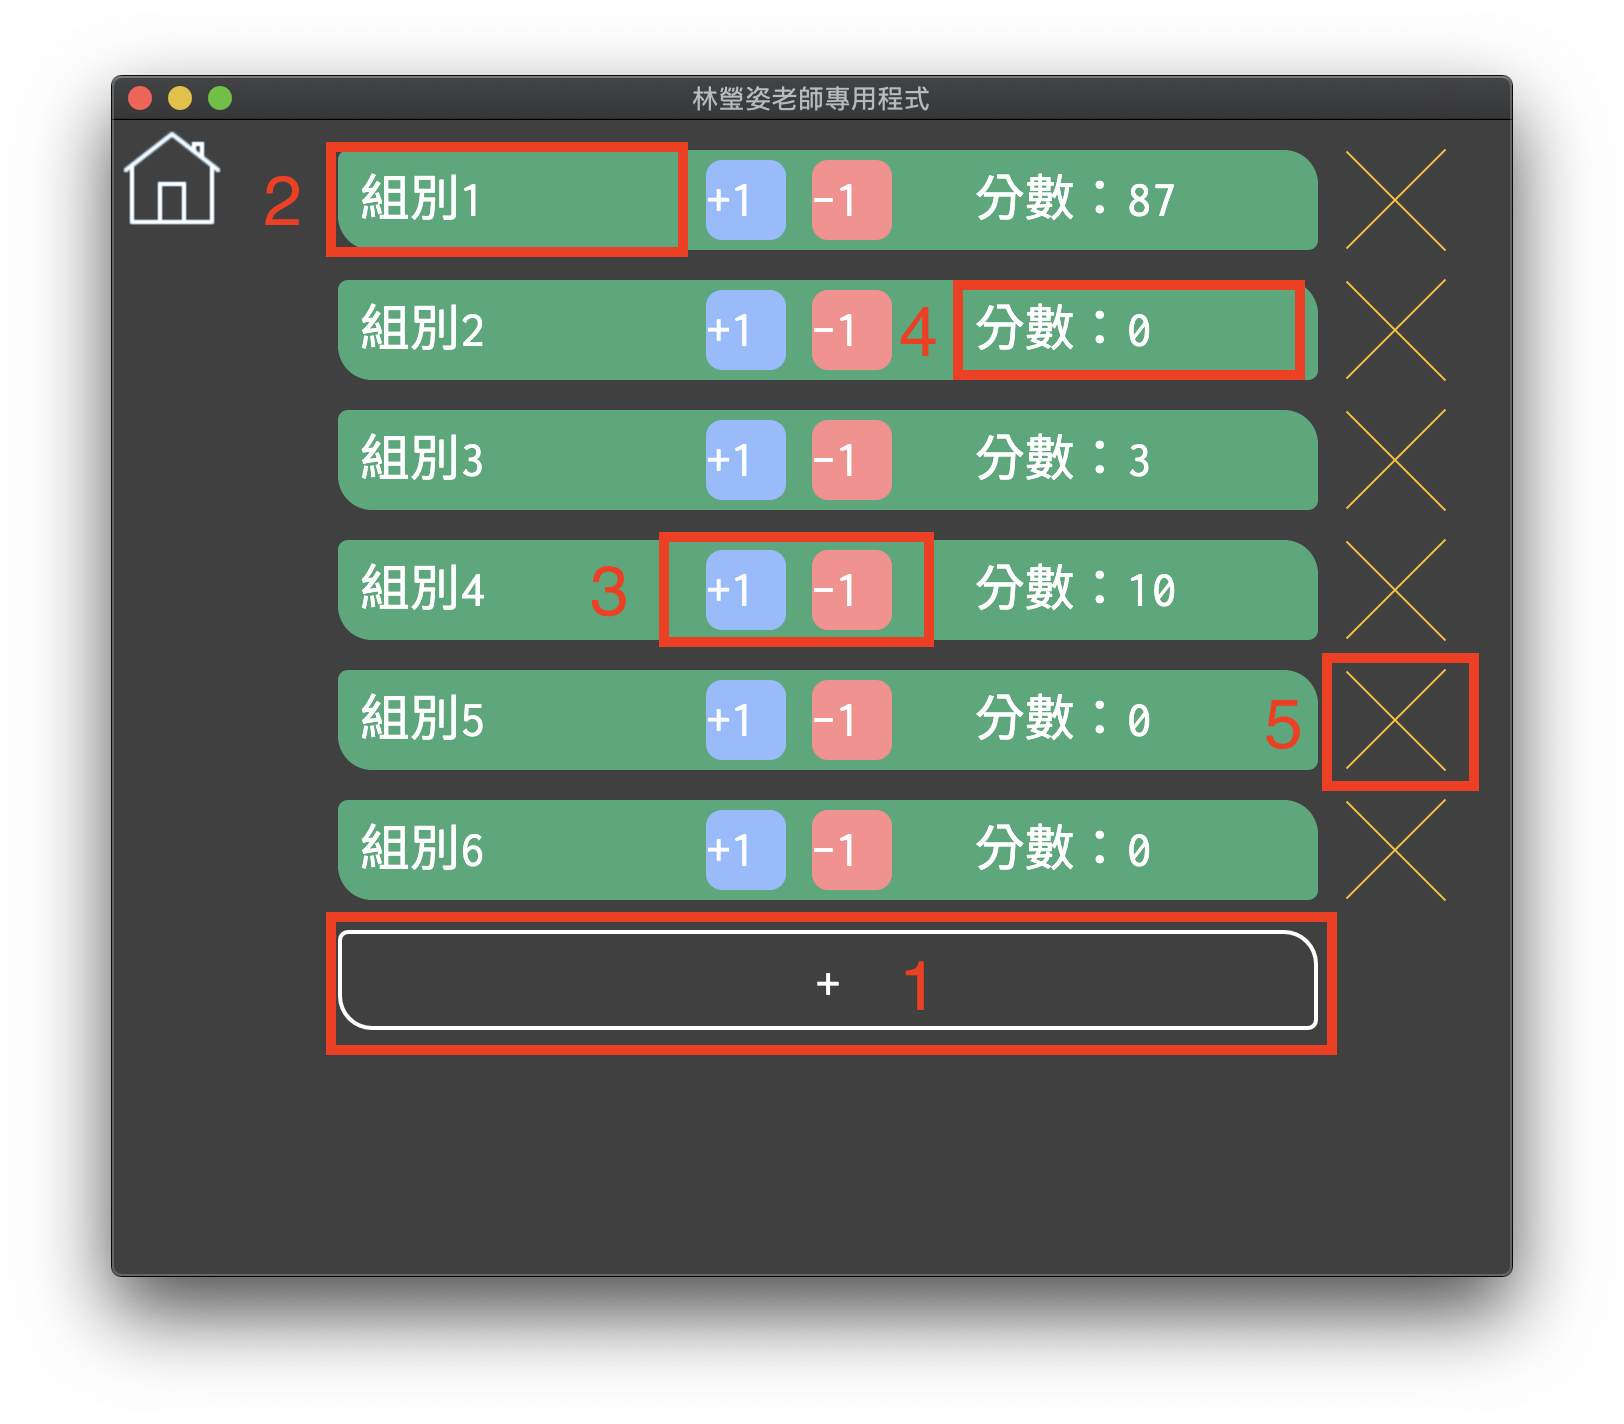 林瑩姿老師專用程式
2 組別1 +1 -1 分數：87
組別2 +1 -1 4 分數：0
組別3 +1 -1 分數：3
組別4 3 +1 -1 分數：10
組別5 +1 -1 分數：0 5
組別6 +1 -1 分數：0
+ 1